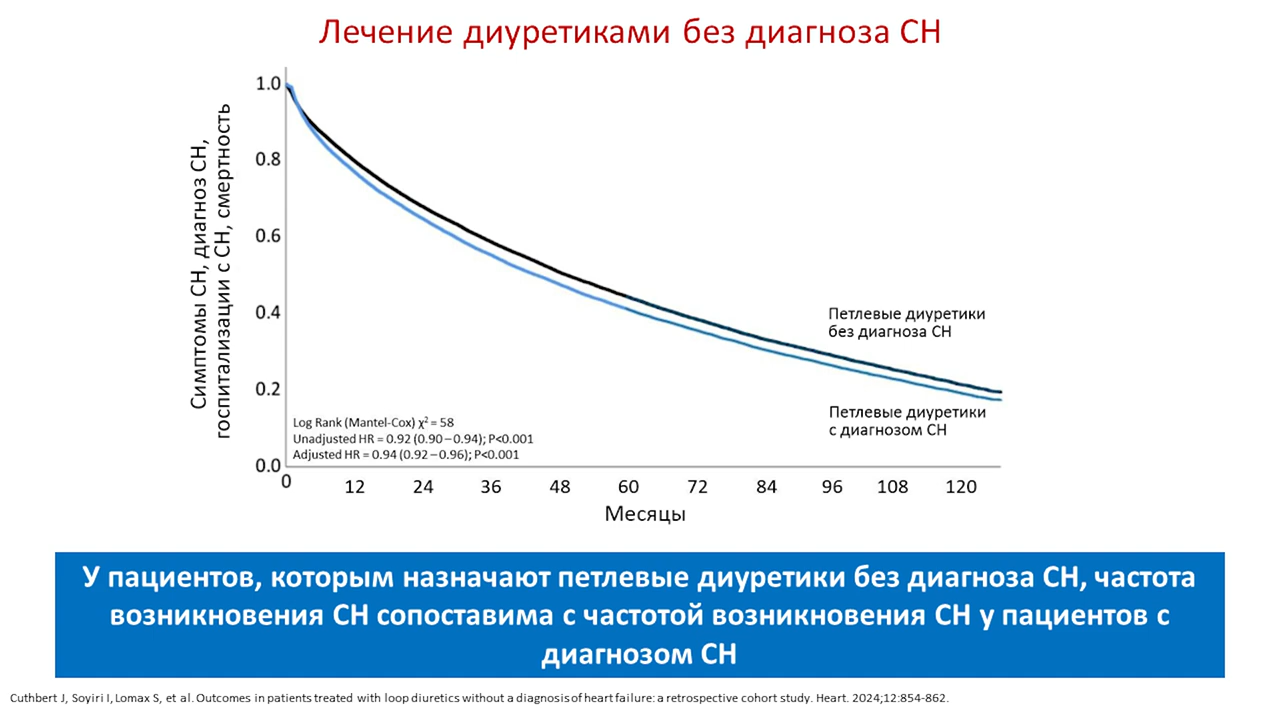 Лечение диуретиками без диагноза СН
Симптомы СН, диагноз СН,
госпитализации с СН, смертность
1.0
0.8
0.6
0.4
0.2
0.0
Петлевые диуретики
без диагноза СН
Петлевые диуретики
с диагнозом СН
Log Rank (Mantel-Cox) χ² = 58
Unadjusted HR = 0.92 (0.90 – 0.94); P<0.001
Adjusted HR = 0.94 (0.92 – 0.96); P<0.001
0 12 24 36 48 60 72 84 96 108 120
Месяцы
У пациентов, которым назначают петлевые диуретики без диагноза СН, частота
возникновения СН сопоставима с частотой возникновения СН у пациентов с
диагнозом СН
Cuthbert J, Soyiri I, Lomax S, et al. Outcomes in patients treated with loop diuretics without a diagnosis of heart failure: a retrospective cohort study. Heart. 2024;12:854-862.